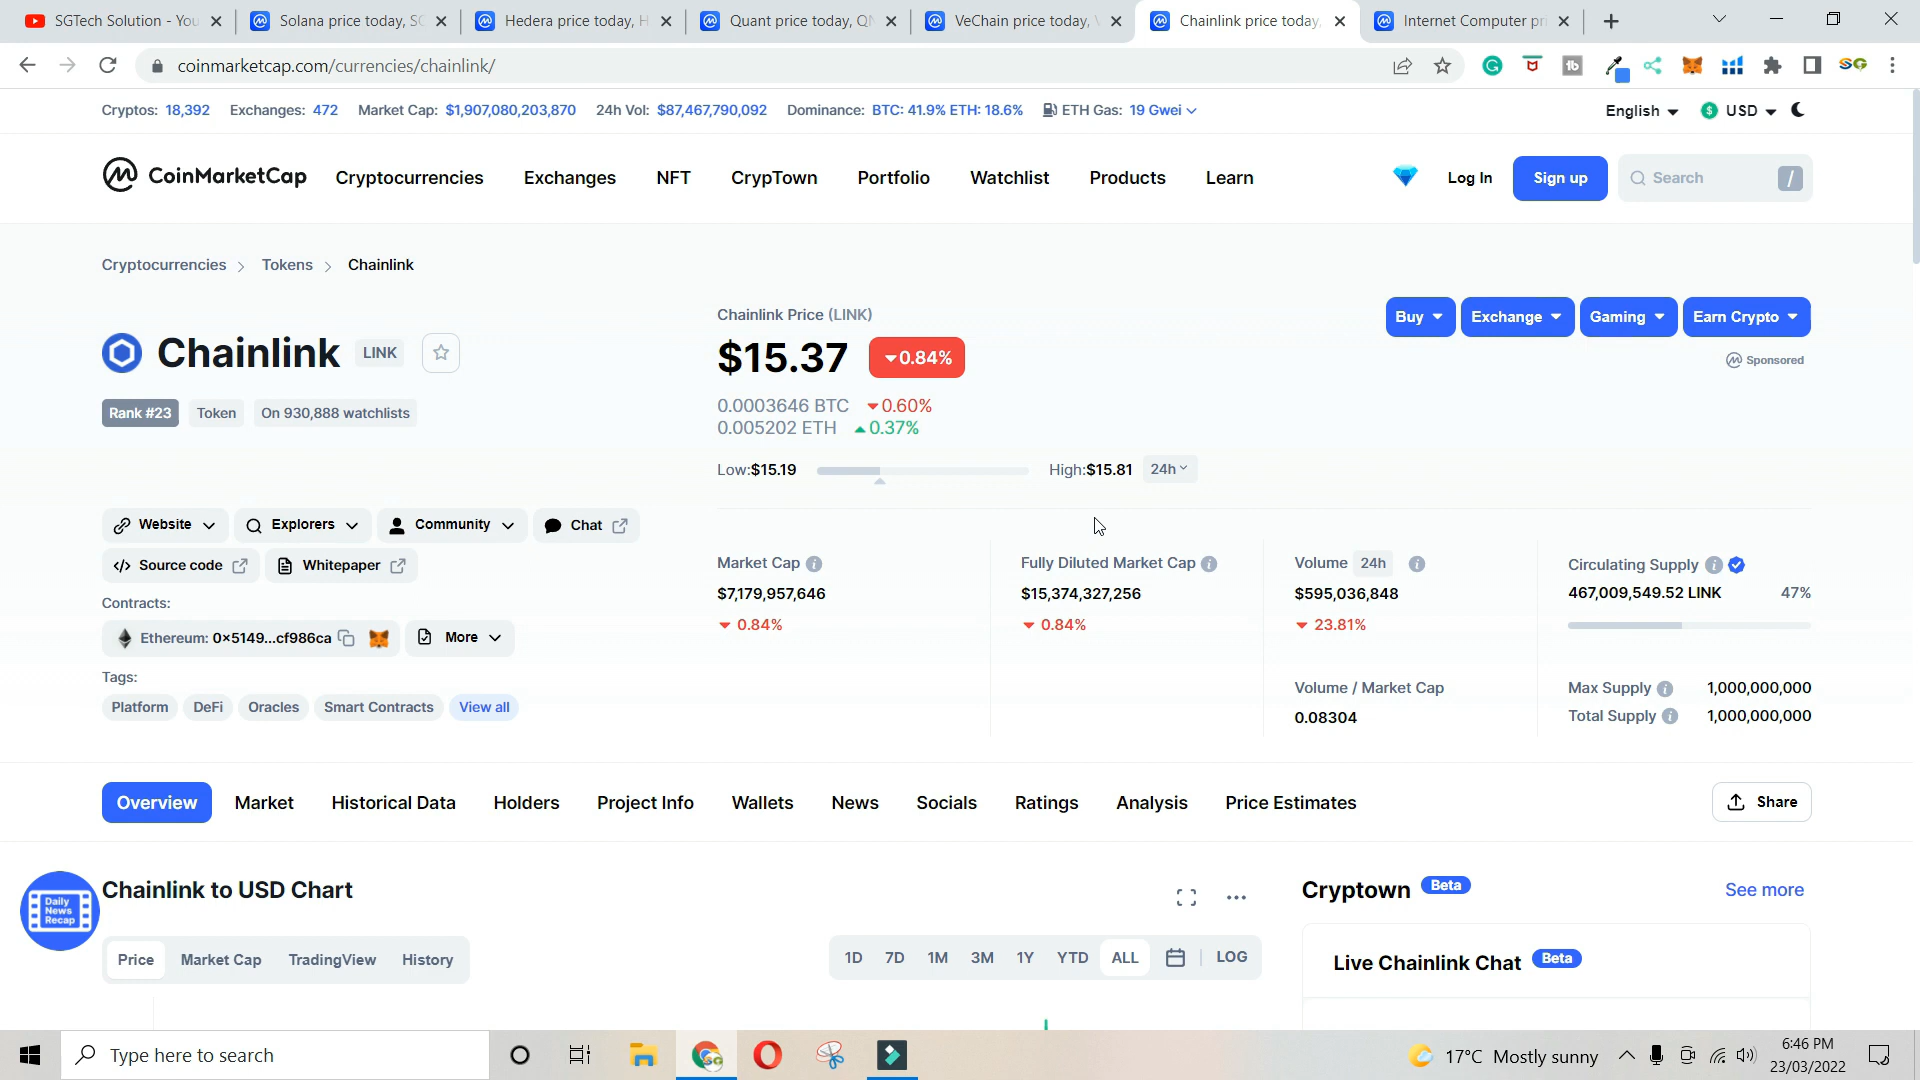 SGTech Solution - You
Solana price today, SO
Hedera price today, H
Quant price today, QN
VeChain price today, V
Chainlink price today,
Internet Computer pri
coinmarketcap.com/currencies/chainlink/
Cryptos: 18,392 Exchanges: 472 Market Cap: $1,907,080,203,870 24h Vol: $87,467,790,092 Dominance: BTC: 41.9% ETH: 18.6% ETH Gas: 19 Gwei
English USD
CoinMarketCap Cryptocurrencies Exchanges NFT CrypTown Portfolio Watchlist Products Learn Log In Sign up Search /
Cryptocurrencies > Tokens > Chainlink
Chainlink LINK
Rank #23 Token On 930,888 watchlists
Website Explorers Community Chat
Source code Whitepaper
Contracts:
Ethereum: 0x5149...cf986ca More
Tags:
Platform DeFi Oracles Smart Contracts View all
Chainlink Price (LINK)
$15.37 0.84%
0.0003646 BTC 0.60%
0.005202 ETH 0.37%
Low:$15.19 High:$15.81 24h
Buy Exchange Gaming Earn Crypto
Sponsored
Market Cap
$7,179,957,646
0.84%
Fully Diluted Market Cap
$15,374,327,256
0.84%
Volume 24h
$595,036,848
23.81%
Volume / Market Cap
0.08304
Circulating Supply
467,009,549.52 LINK 47%
Max Supply 1,000,000,000
Total Supply 1,000,000,000
Overview Market Historical Data Holders Project Info Wallets News Socials Ratings Analysis Price Estimates Share
Daily
News
Recap
Chainlink to USD Chart
Price Market Cap TradingView History
1D 7D 1M 3M 1Y YTD ALL LOG
Cryptown Beta See more
Live Chainlink Chat Beta
Type here to search
17°C Mostly sunny
6:46 PM
23/03/2022